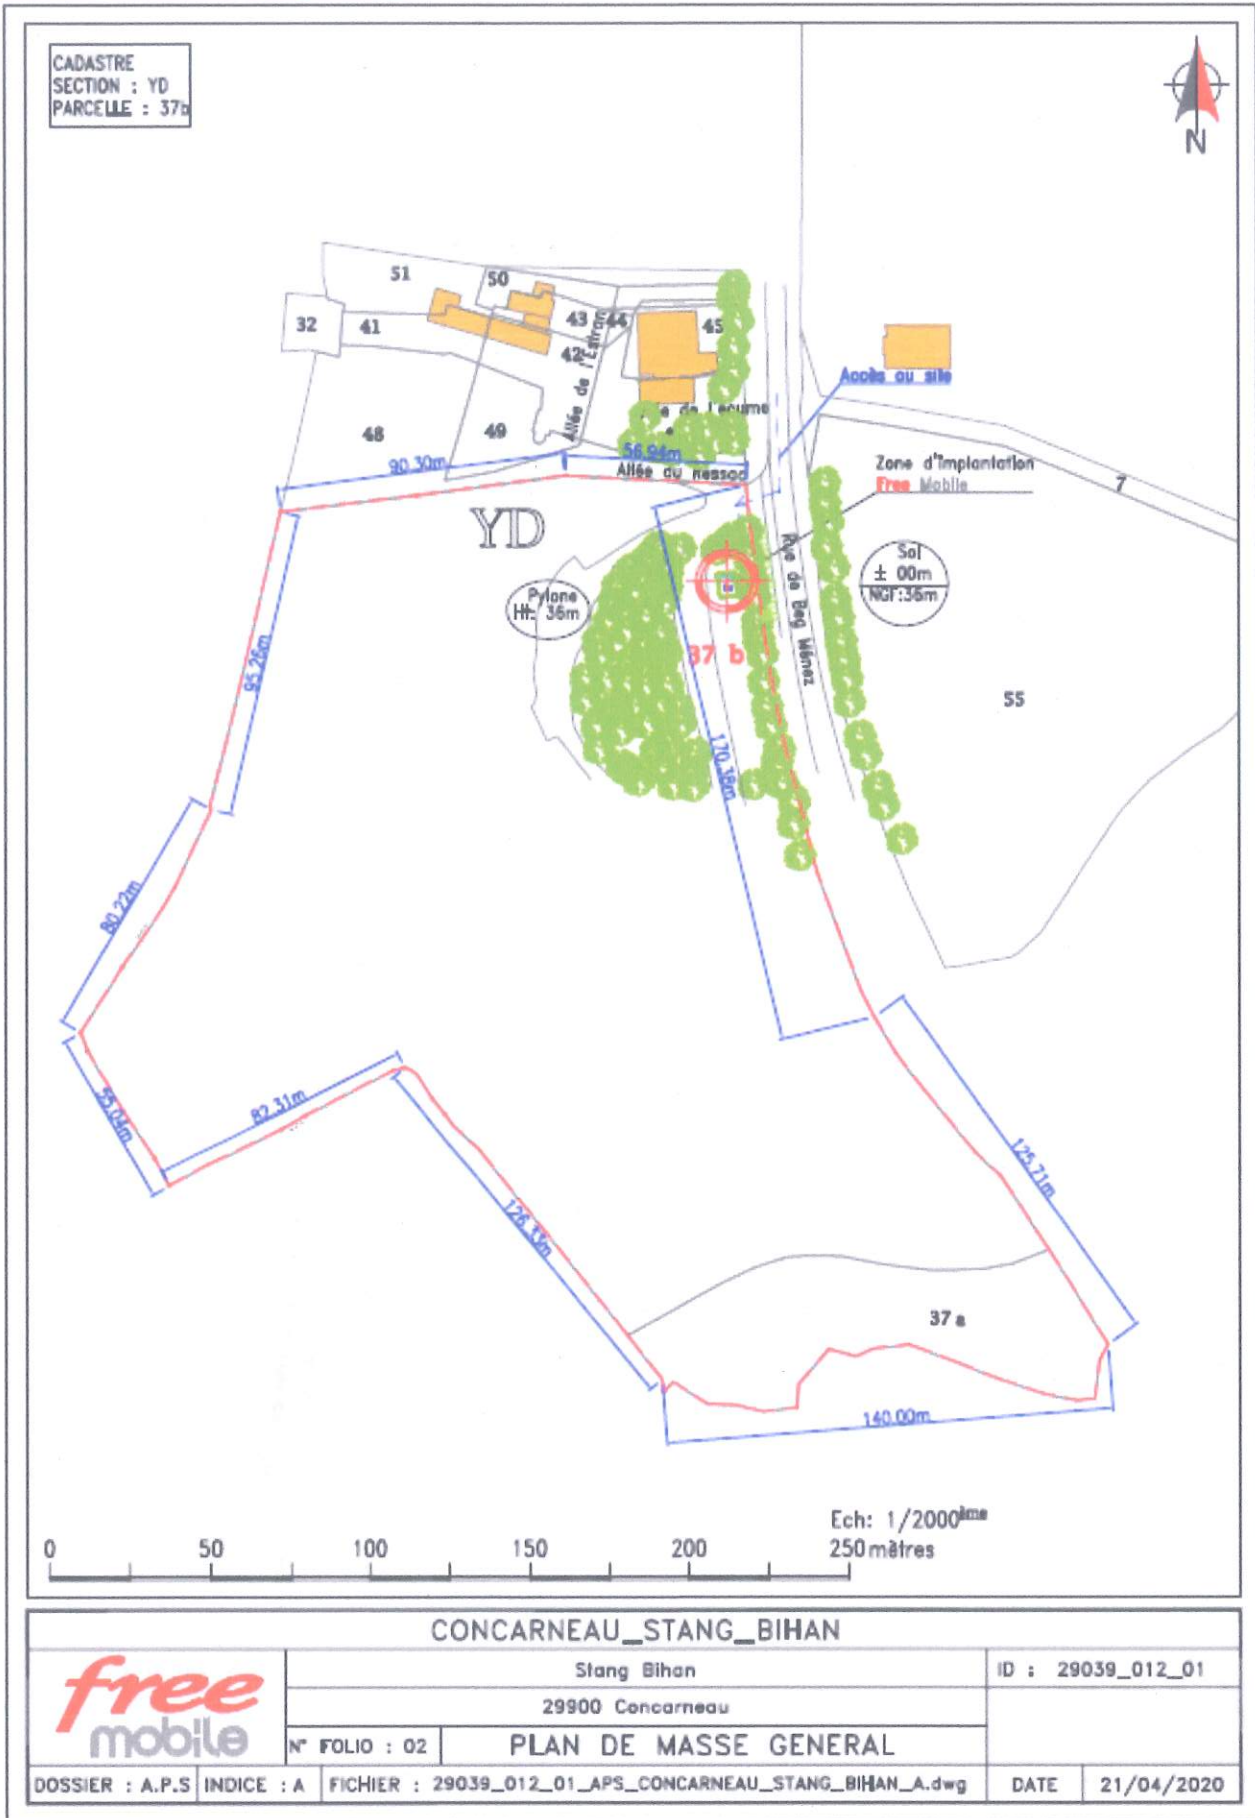 CADASTRE
SECTION : YD
PARCELLE : 37b
N
51
50
32
41
43
44
45
42
Allée de l'Estran
48
49
Accès au site
de l'ecume
90.30m
56.94m
Allée du
Zone d'implantation
Free Mobile
7
YD
Pylone
Ht: 36m
Sol
± 00m
NGF:36m
Rue de Beg Ménez
37 b
55
95.26m
170.38m
80.22m
55.04m
82.31m
126.33m
125.71m
37 a
140.00m
Ech: 1/2000ème
0 50 100 150 200 250 mètres
CONCARNEAU_STANG_BIHAN
free
mobile
Stang Bihan
ID : 29039_012_01
29900 Concarneau
N° FOLIO : 02
PLAN DE MASSE GENERAL
DOSSIER : A.P.S
INDICE : A
FICHIER : 29039_012_01_APS_CONCARNEAU_STANG_BIHAN_A.dwg
DATE
21/04/2020